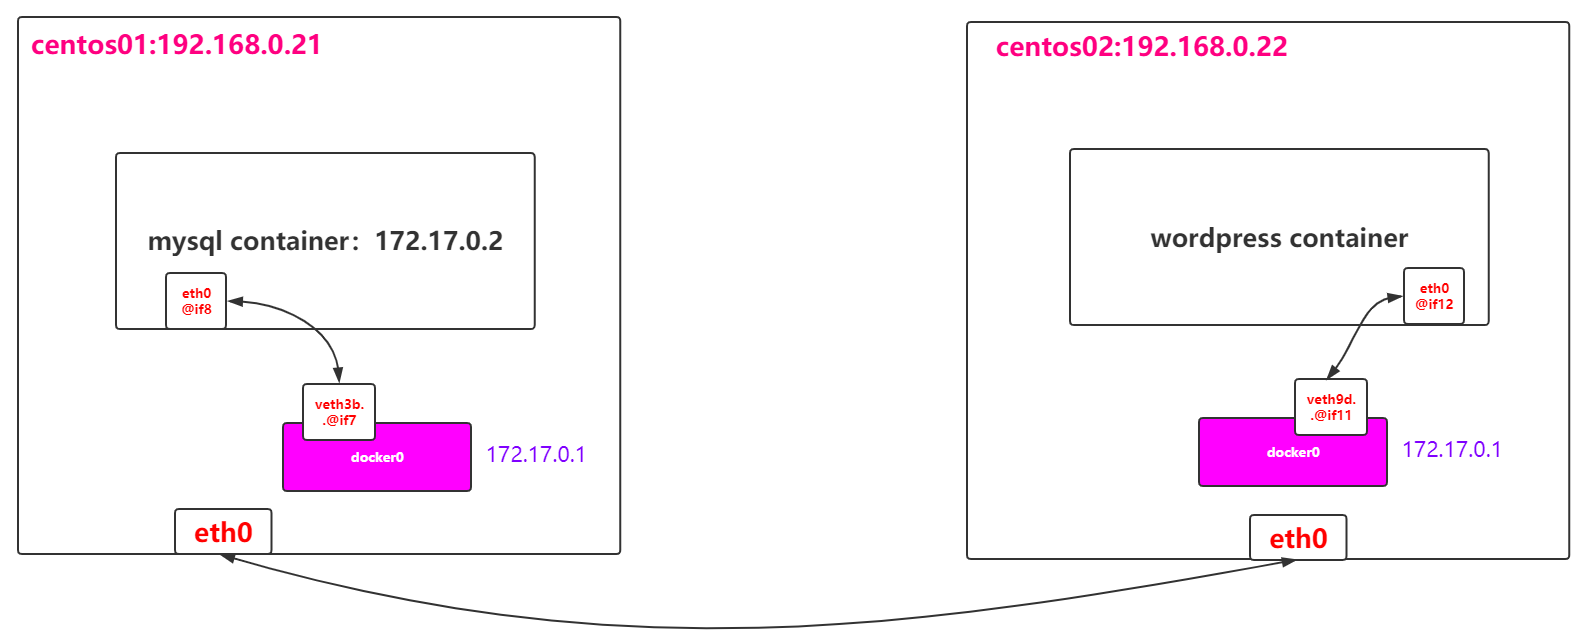 centos01:192.168.0.21
mysql container：172.17.0.2
eth0
@if8
veth3b.
.@if7
docker0
172.17.0.1
eth0
centos02:192.168.0.22
wordpress container
eth0
@if12
veth9d.
.@if11
docker0
172.17.0.1
eth0